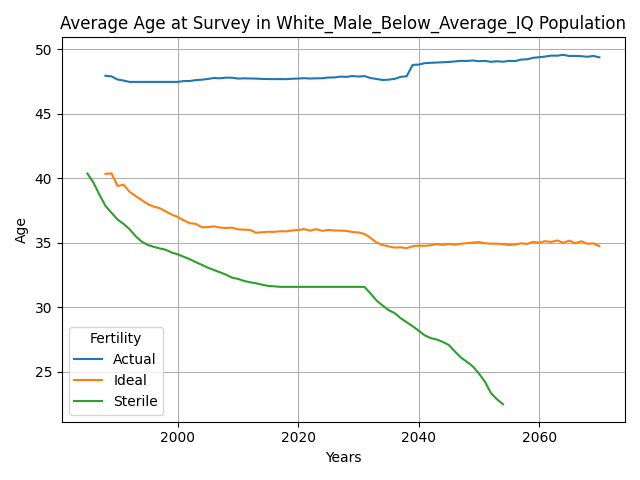 Average Age at Survey in White_Male_Below_Average_IQ Population
50
45
40
35
30
25
Age
Fertility
Actual
Ideal
Sterile
2000
2020
2040
2060
Years